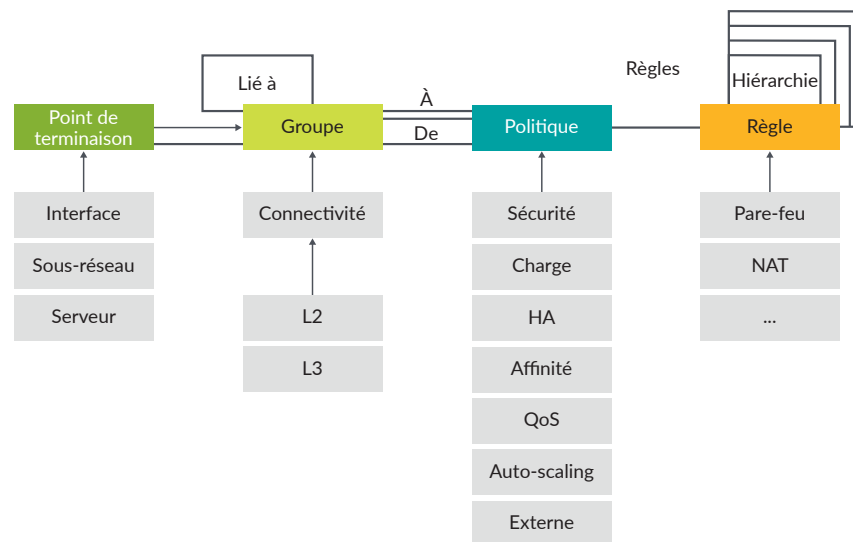 Règles
Lié à
Hiérarchie
À
Point de
terminaison
Groupe
De
Politique
Règle
Interface
Connectivité
Sécurité
Pare-feu
Sous-réseau
Charge
NAT
Serveur
L2
HA
...
L3
Affinité
QoS
Auto-scaling
Externe